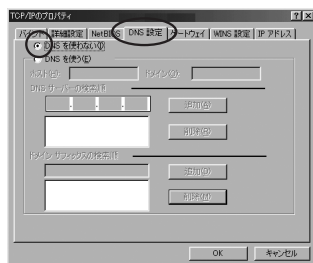 TCP/IPのプロパティ
バインド 詳細設定 NetBIOS DNS 設定 ゲートウェイ WINS 設定 IP アドレス
DNS を使わない(I)
DNS を使う(E)
ホスト(H): ドメイン(O):
DNS サーバーの検索順
追加(A)
削除(R)
ドメイン サフィックスの検索順
追加(D)
削除(M)
OK キャンセル